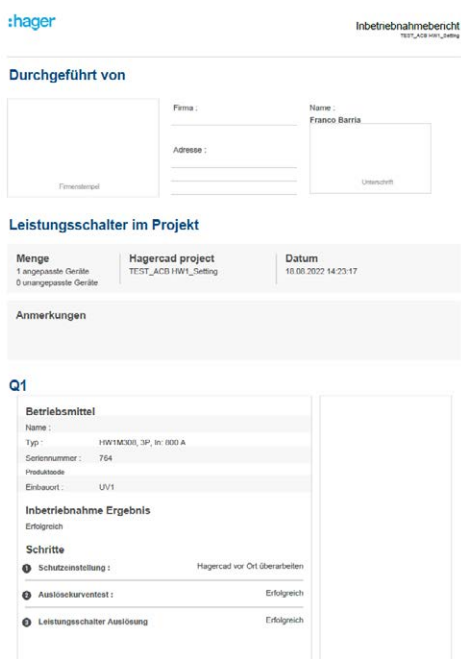 :hager
Inbetriebnahmebericht
TEST_ACB HW1_Setting
Durchgeführt von
Firma :
Name :
Franco Barria
Adresse :
Firmenstempel
Unterschrift
Leistungsschalter im Projekt
Menge
1 angepasste Geräte
0 unangepasste Geräte
Hagercad project
TEST_ACB HW1_Setting
Datum
18.08.2022 14:23:17
Anmerkungen
Q1
Betriebsmittel
Name :
Typ : HW1M308, 3P, In: 800 A
Seriennummer : 764
Produktcode
Einbauort : UV1
Inbetriebnahme Ergebnis
Erfolgreich
Schritte
1 Schutzeinstellung : Hagercad vor Ort überarbeiten
2 Auslösekurventest : Erfolgreich
3 Leistungsschalter Auslösung Erfolgreich